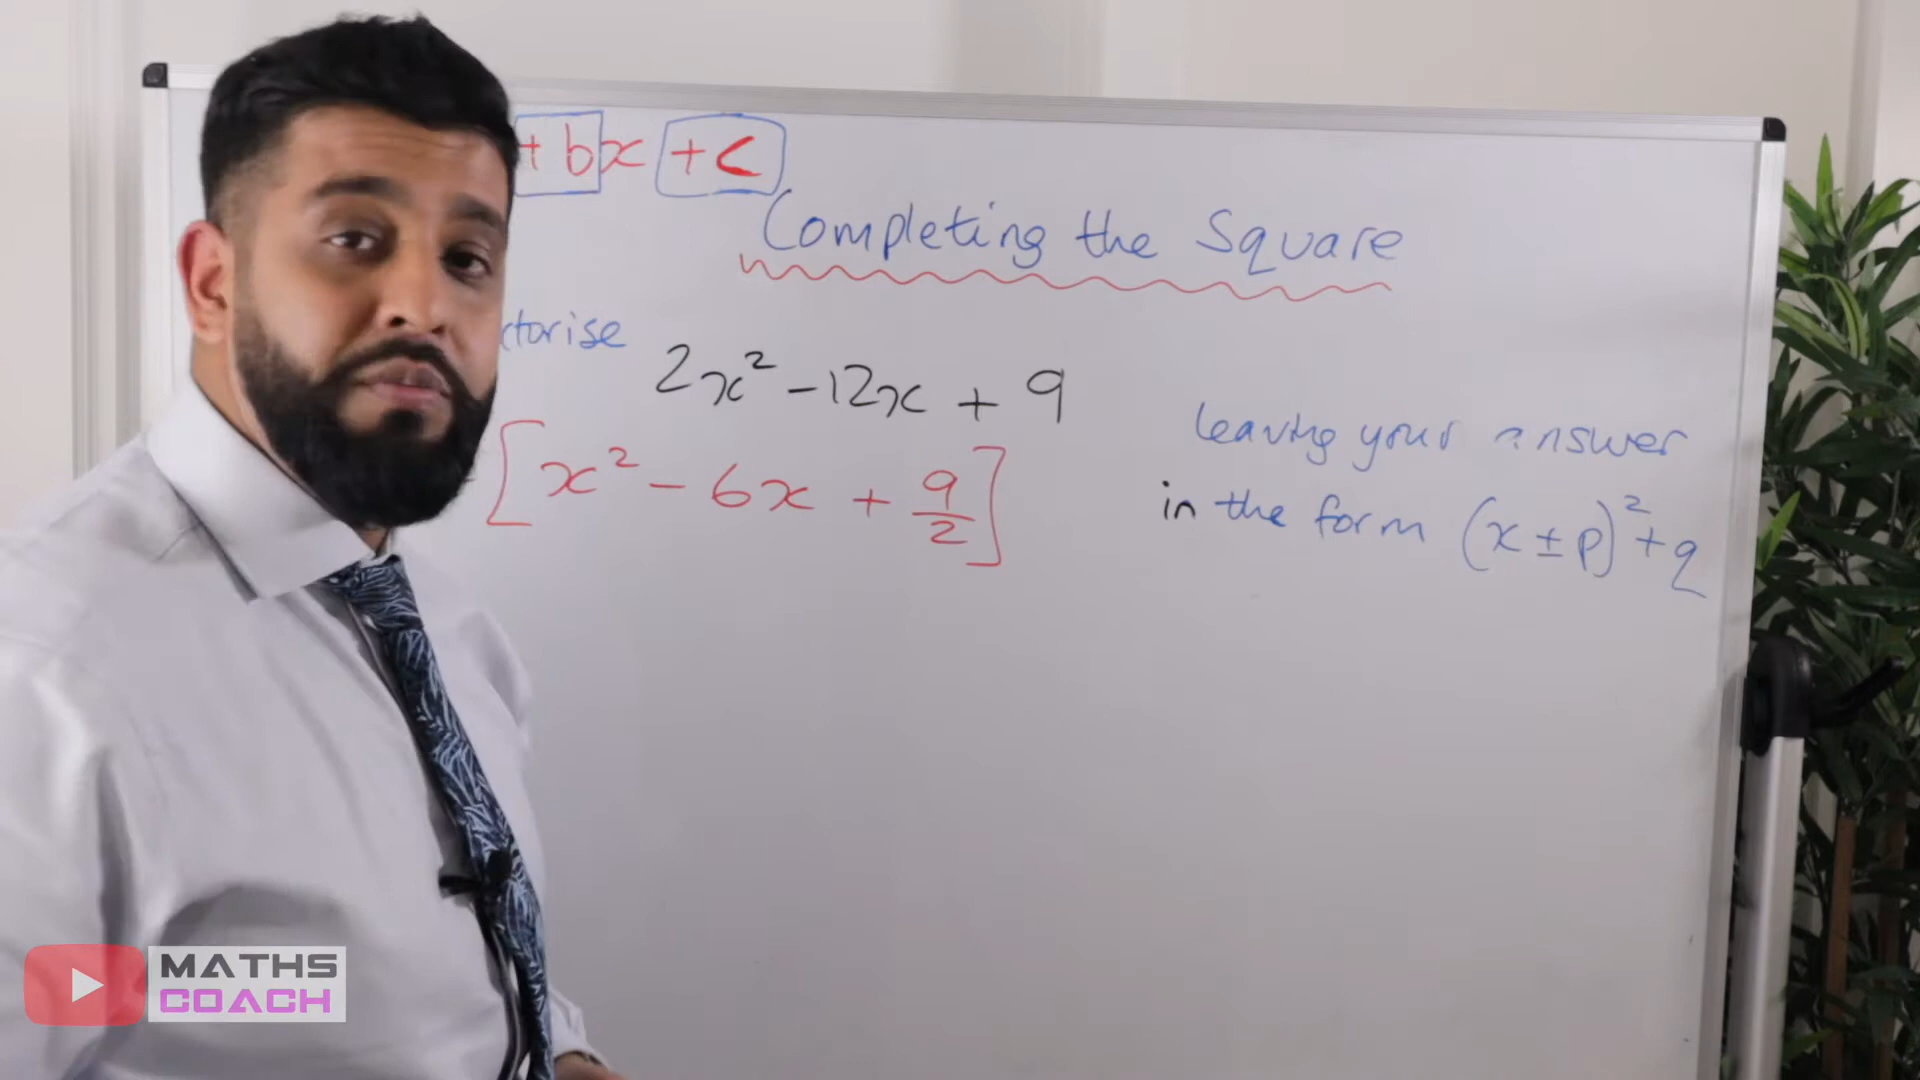 + bx + c
Completing the Square
ctorise
2x² - 12x + 9
[x² - 6x + 9/2]
leaving your answer
in the form (x ± p)² + q
MATHS
COACH